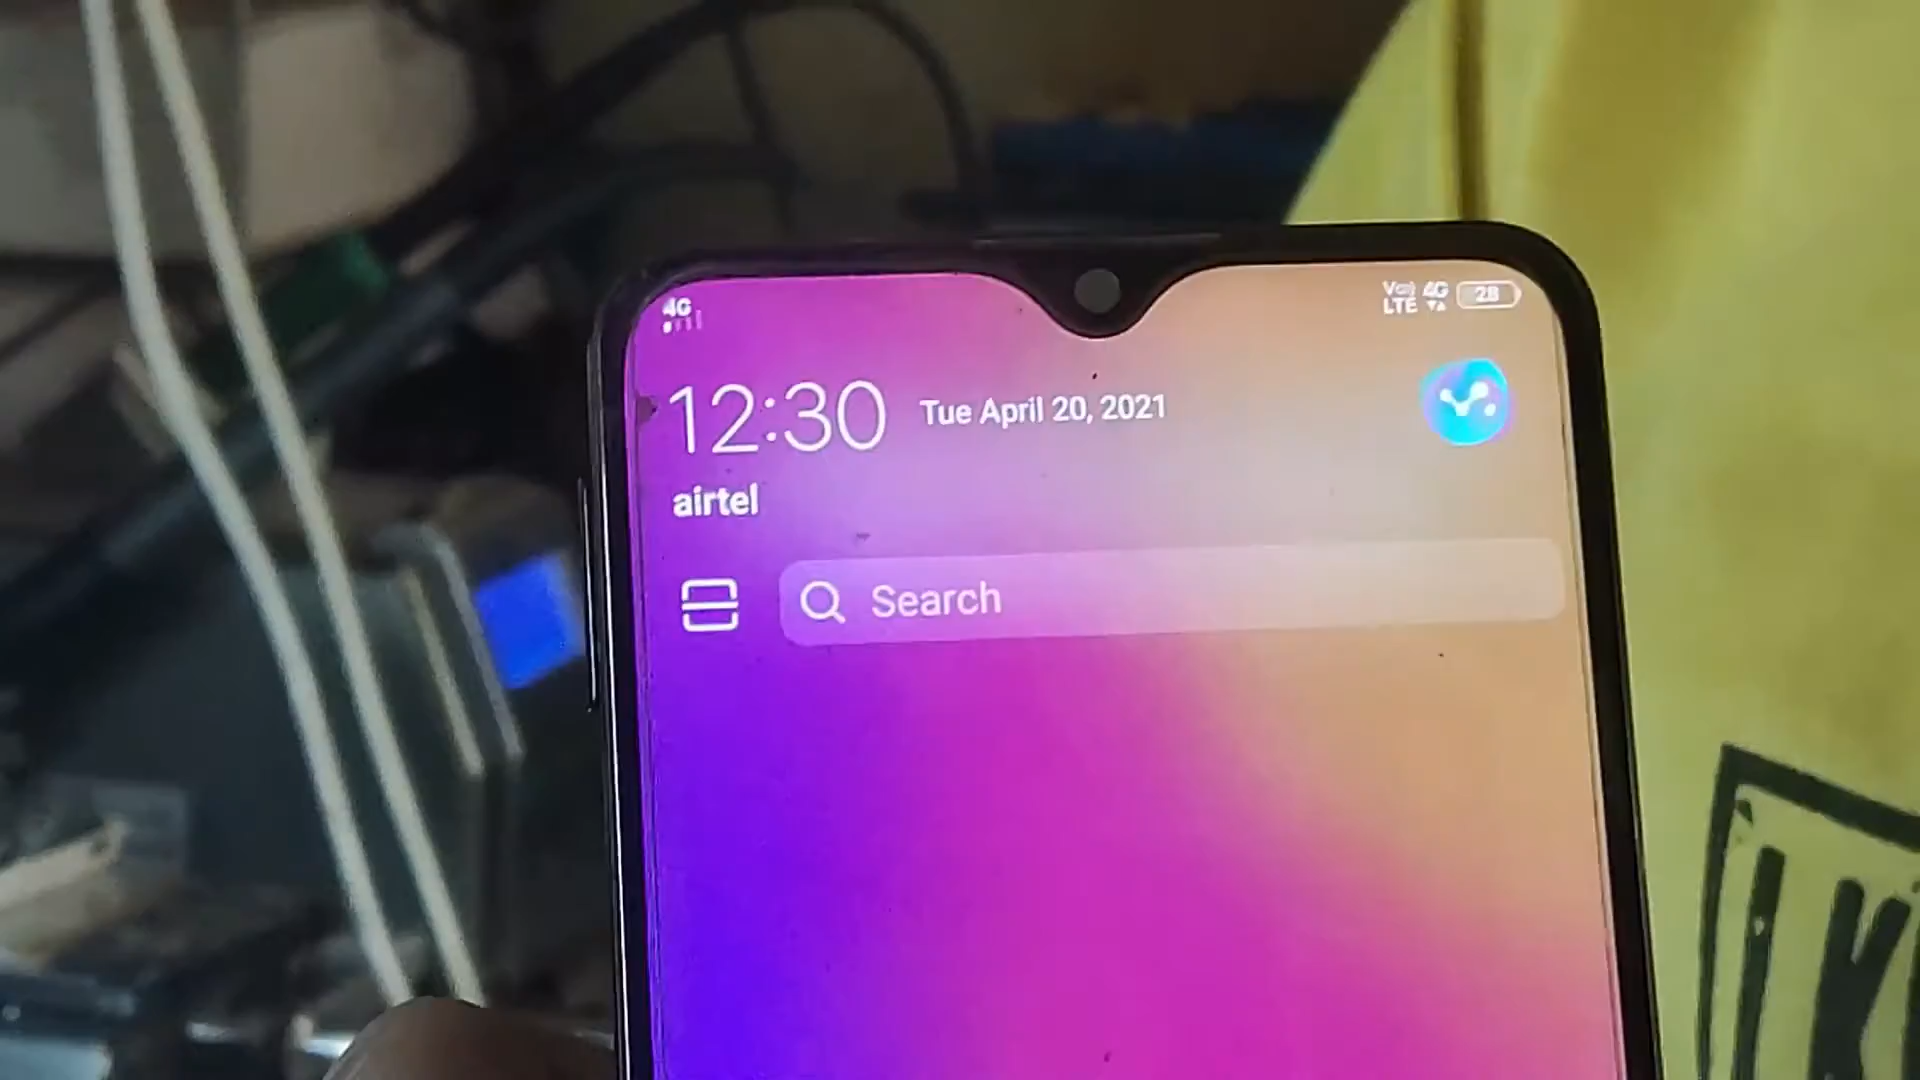 4G
Vo)) 4G 28
LTE
12:30 Tue April 20, 2021
airtel
Search